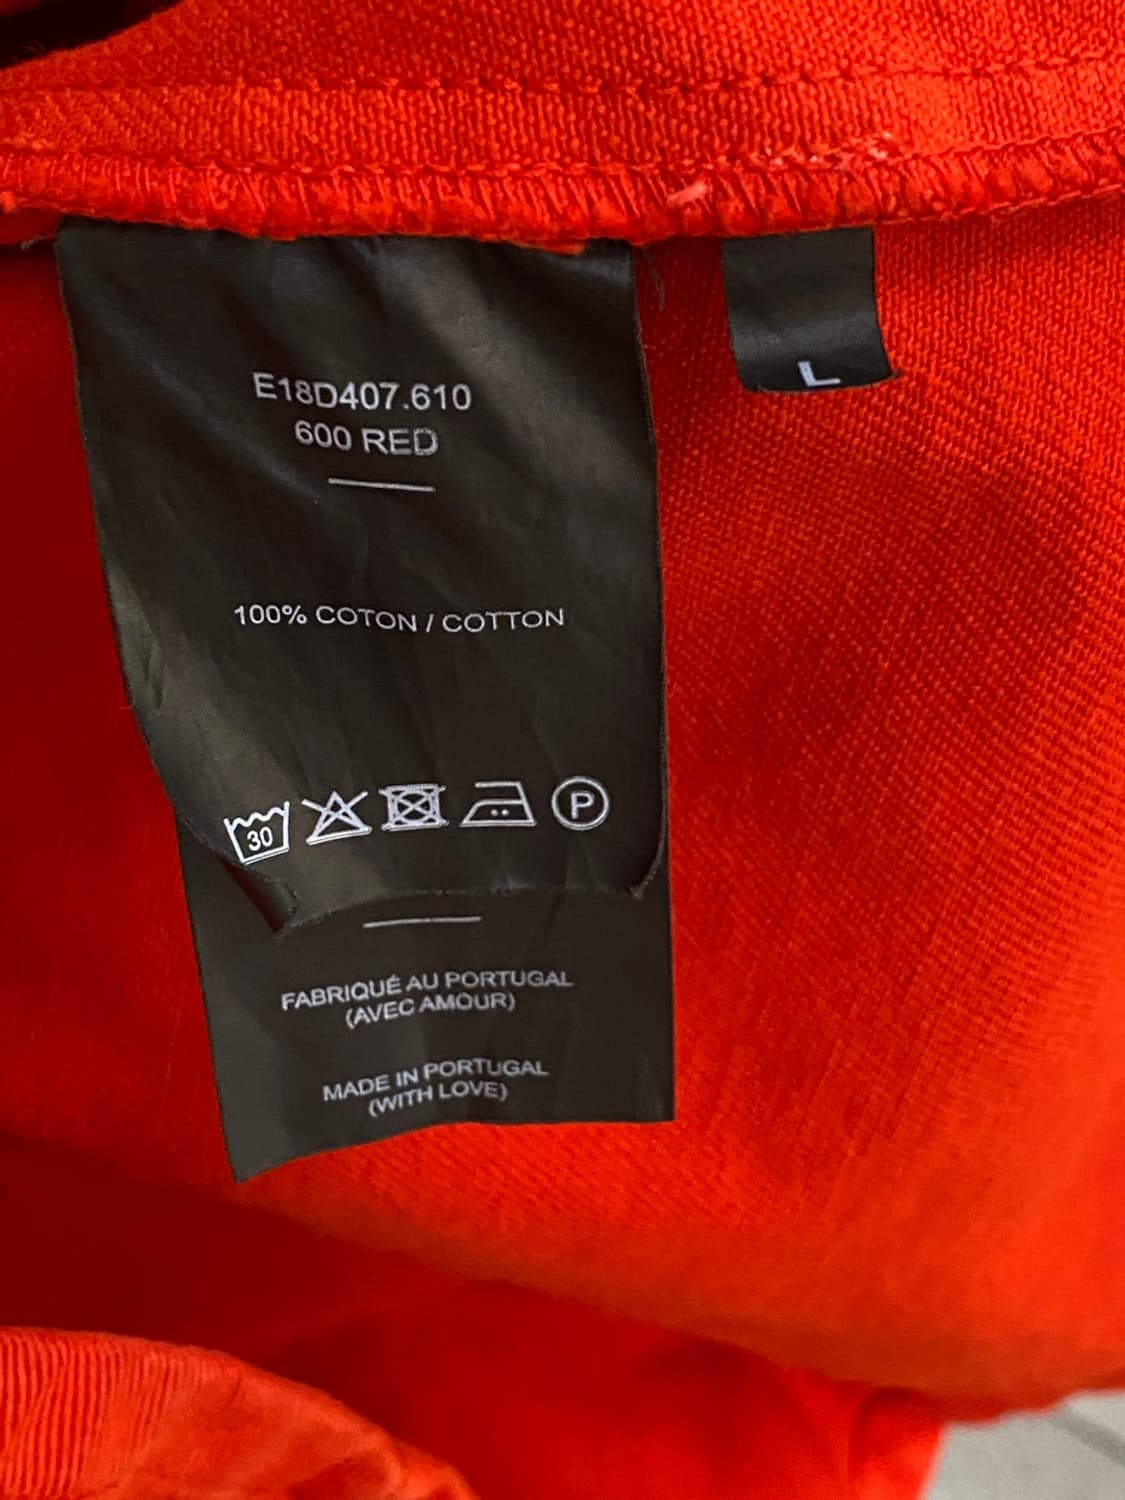 E18D407.610
600 RED
L
100% COTON / COTTON
30
P
FABRIQUÉ AU PORTUGAL
(AVEC AMOUR)
MADE IN PORTUGAL
(WITH LOVE)